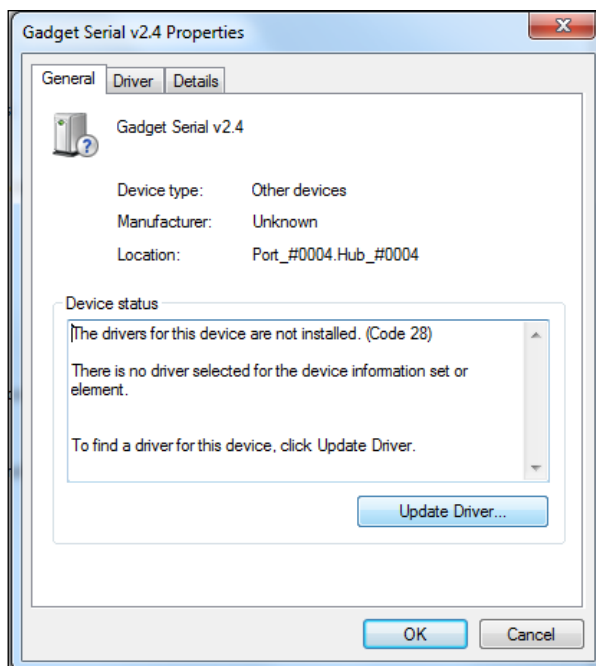 Gadget Serial v2.4 Properties
General Driver Details
Gadget Serial v2.4
Device type: Other devices
Manufacturer: Unknown
Location: Port_#0004.Hub_#0004
Device status
The drivers for this device are not installed. (Code 28)
There is no driver selected for the device information set or
element.
To find a driver for this device, click Update Driver.
Update Driver...
OK Cancel